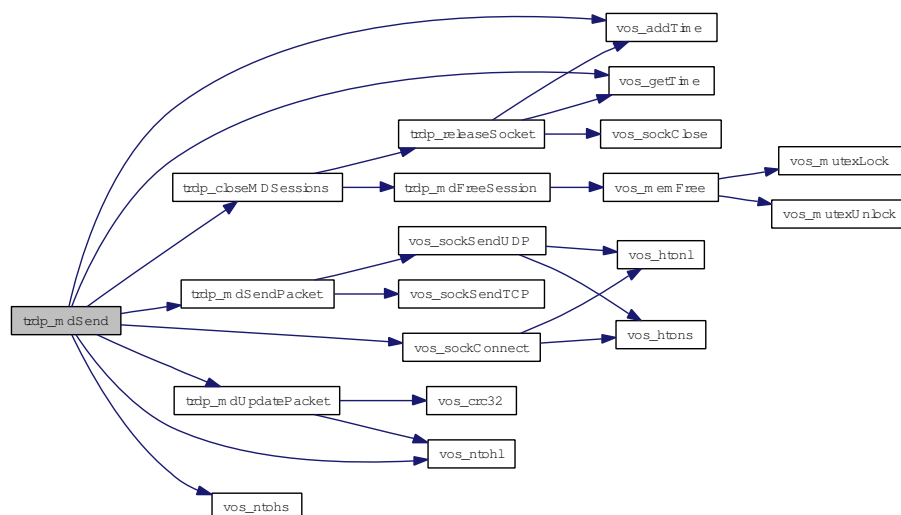 vos_addTime
vos_getTime
trdp_releaseSocket
vos_sockClose
vos_mutexLock
trdp_closeMDSessions
trdp_mdFreeSession
vos_memFree
vos_mutexUnlock
vos_sockSendUDP
vos_htonl
trdp_mdSendPacket
vos_sockSendTCP
trdp_mdSend
vos_htons
vos_sockConnect
trdp_mdUpdatePacket
vos_crc32
vos_ntohl
vos_ntohs